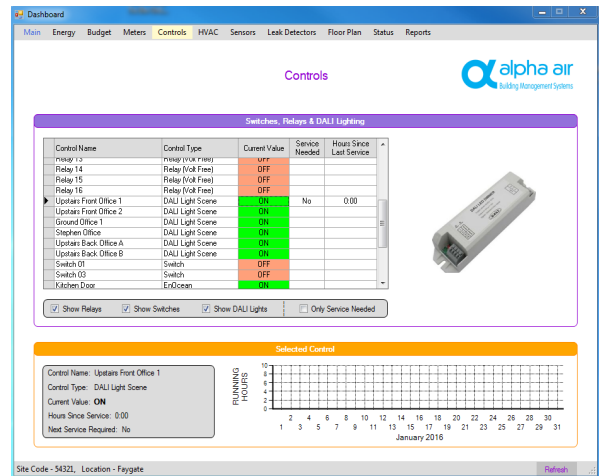 Dashboard
Main Energy Budget Meters Controls HVAC Sensors Leak Detectors Floor Plan Status Reports
Controls
alpha air
Building Management Systems
Switches, Relays & DALI Lighting
Control Name Control Type Current Value Service Needed Hours Since Last Service
Relay 13 Relay (Volt Free) OFF
Relay 14 Relay (Volt Free) OFF
Relay 15 Relay (Volt Free) OFF
Relay 16 Relay (Volt Free) OFF
Upstairs Front Office 1 DALI Light Scene ON No 0:00
Upstairs Front Office 2 DALI Light Scene ON
Ground Office 1 DALI Light Scene ON
Stephen Office DALI Light Scene ON
Upstairs Back Office A DALI Light Scene ON
Upstairs Back Office B DALI Light Scene ON
Switch 01 Switch OFF
Switch 03 Switch OFF
Kitchen Door EnOcean ON
Show Relays Show Switches Show DALI Lights Only Service Needed
Selected Control
Control Name: Upstairs Front Office 1
Control Type: DALI Light Scene
Current Value: ON
Hours Since Service: 0:00
Next Service Required: No
RUNNING HOURS
10
8
6
4
2
0
2 4 6 8 10 12 14 16 18 20 22 24 26 28 30
1 3 5 7 9 11 13 15 17 19 21 23 25 27 29 31
January 2016
Site Code - 54321, Location - Faygate Refresh